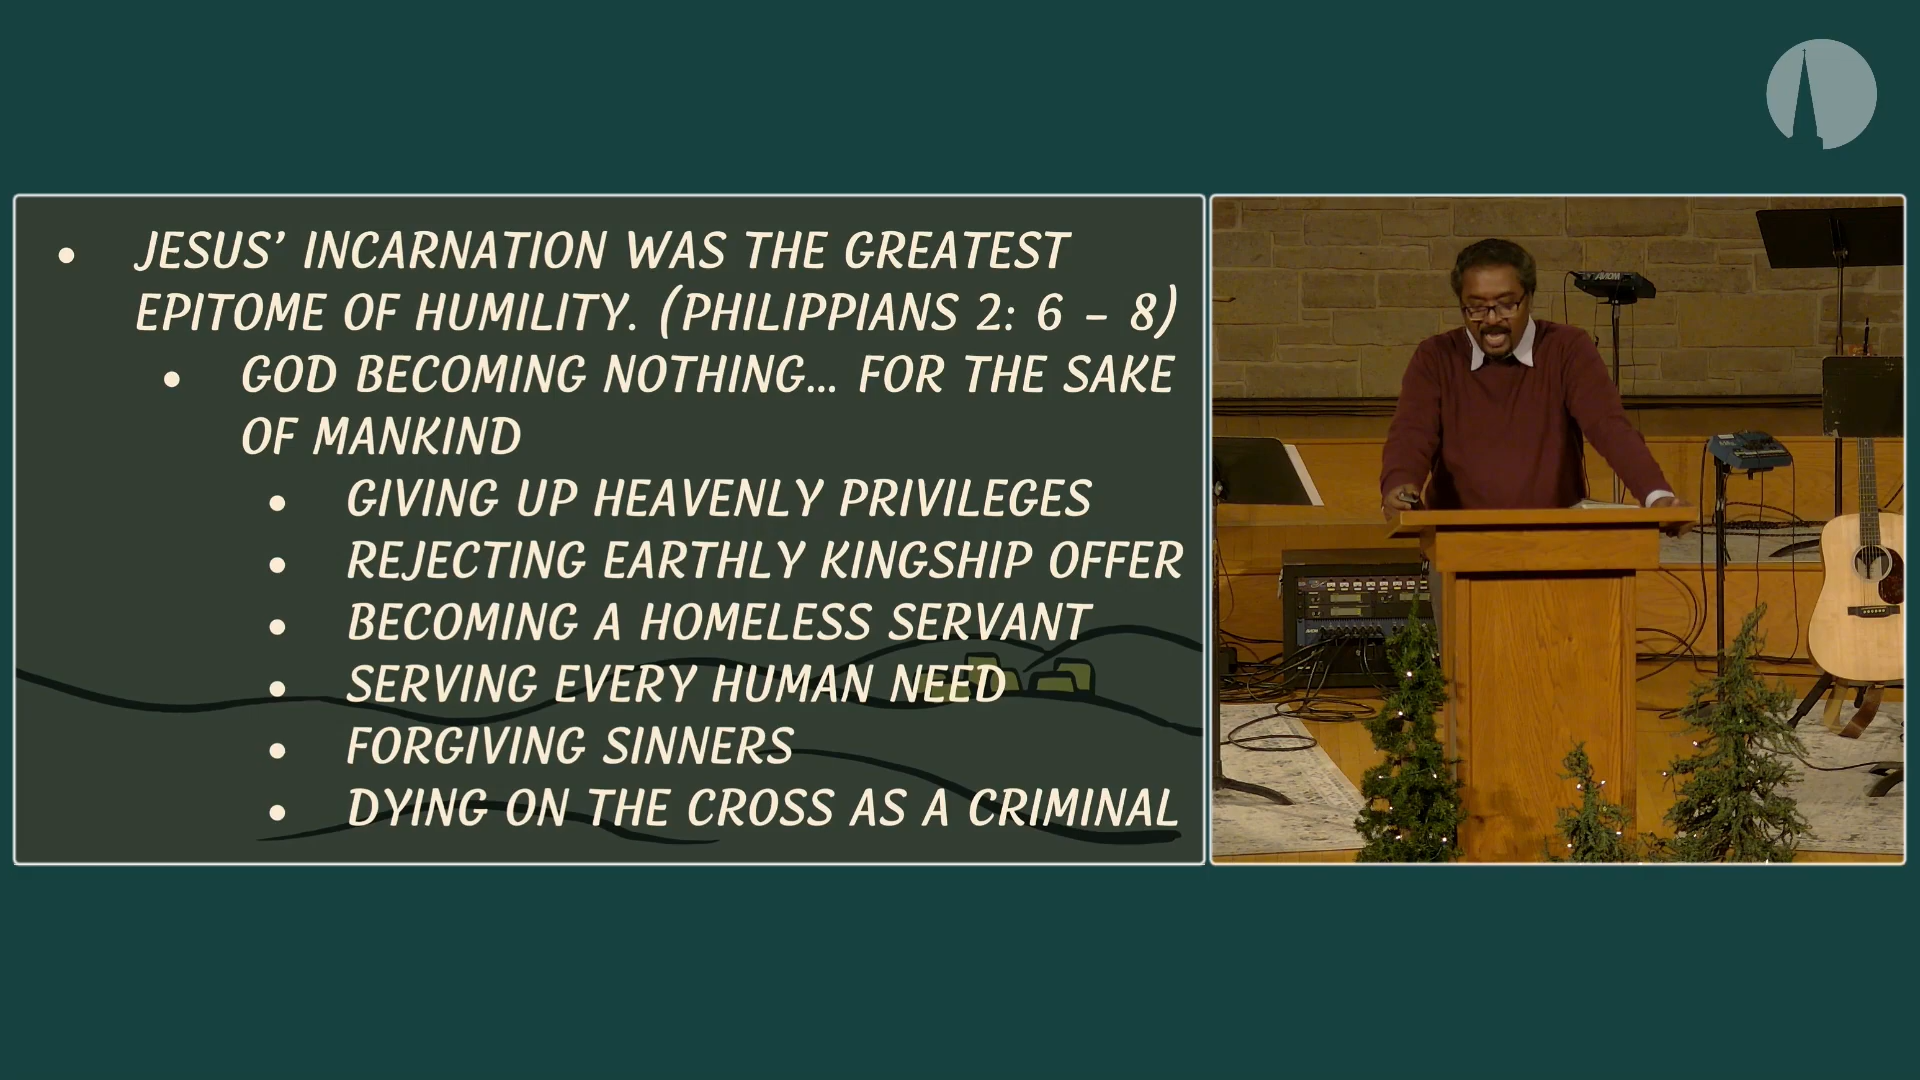 • JESUS’ INCARNATION WAS THE GREATEST
EPITOME OF HUMILITY. (PHILIPPIANS 2: 6 – 8)
• GOD BECOMING NOTHING... FOR THE SAKE
OF MANKIND
• GIVING UP HEAVENLY PRIVILEGES
• REJECTING EARTHLY KINGSHIP OFFER
• BECOMING A HOMELESS SERVANT
• SERVING EVERY HUMAN NEED
• FORGIVING SINNERS
• DYING ON THE CROSS AS A CRIMINAL
AVIOM